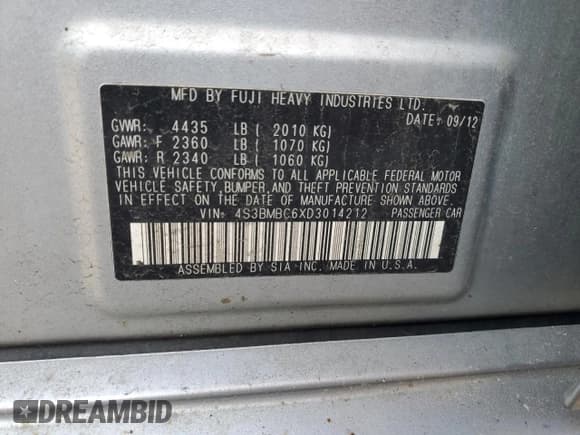 MFD BY FUJI HEAVY INDUSTRIES LTD.
DATE: 09/12
GVWR: 4435 LB ( 2010 KG)
GAWR: F 2360 LB ( 1070 KG)
GAWR: R 2340 LB ( 1060 KG)
THIS VEHICLE CONFORMS TO ALL APPLICABLE FEDERAL MOTOR
VEHICLE SAFETY, BUMPER, AND THEFT PREVENTION STANDARDS
IN EFFECT ON THE DATE OF MANUFACTURE SHOWN ABOVE.
VIN: 4S3BMBC6XD3014212 PASSENGER CAR
ASSEMBLED BY SIA INC. MADE IN U.S.A.
DREAMBID